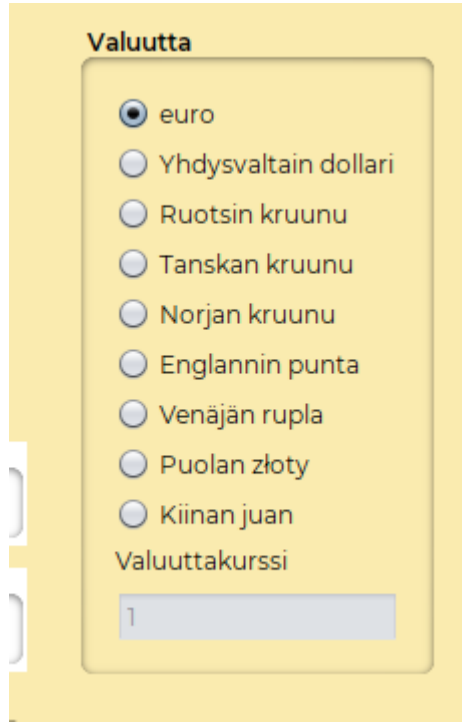 Valuutta
euro
Yhdysvaltain dollari
Ruotsin kruunu
Tanskan kruunu
Norjan kruunu
Englannin punta
Venäjän rupla
Puolan złoty
Kiinan juan
Valuuttakurssi
1